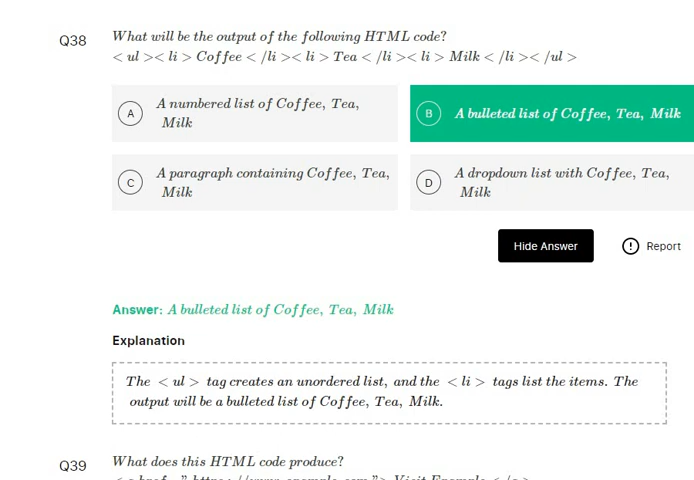 Q38 What will be the output of the following HTML code?
< ul >< li > Coffee < /li >< li > Tea < /li >< li > Milk < /li >< /ul >
A A numbered list of Coffee, Tea,
Milk
B A bulleted list of Coffee, Tea, Milk
C A paragraph containing Coffee, Tea,
Milk
D A dropdown list with Coffee, Tea,
Milk
Hide Answer ! Report
Answer: A bulleted list of Coffee, Tea, Milk
Explanation
The < ul > tag creates an unordered list, and the < li > tags list the items. The
output will be a bulleted list of Coffee, Tea, Milk.
Q39 What does this HTML code produce?